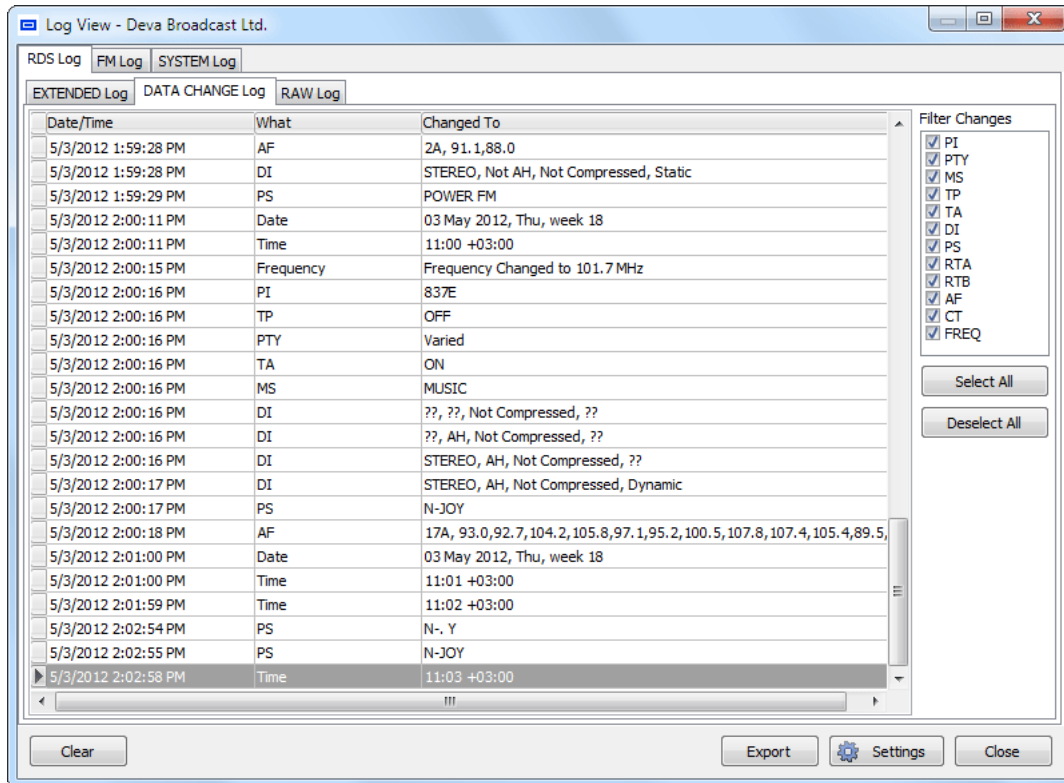 Log View - Deva Broadcast Ltd.
RDS Log FM Log SYSTEM Log
EXTENDED Log DATA CHANGE Log RAW Log
Date/Time What Changed To
5/3/2012 1:59:28 PM AF 2A, 91.1,88.0
5/3/2012 1:59:28 PM DI STEREO, Not AH, Not Compressed, Static
5/3/2012 1:59:29 PM PS POWER FM
5/3/2012 2:00:11 PM Date 03 May 2012, Thu, week 18
5/3/2012 2:00:11 PM Time 11:00 +03:00
5/3/2012 2:00:15 PM Frequency Frequency Changed to 101.7 MHz
5/3/2012 2:00:16 PM PI 837E
5/3/2012 2:00:16 PM TP OFF
5/3/2012 2:00:16 PM PTY Varied
5/3/2012 2:00:16 PM TA ON
5/3/2012 2:00:16 PM MS MUSIC
5/3/2012 2:00:16 PM DI ??, ??, Not Compressed, ??
5/3/2012 2:00:16 PM DI ??, AH, Not Compressed, ??
5/3/2012 2:00:16 PM DI STEREO, AH, Not Compressed, ??
5/3/2012 2:00:17 PM DI STEREO, AH, Not Compressed, Dynamic
5/3/2012 2:00:17 PM PS N-JOY
5/3/2012 2:00:18 PM AF 17A, 93.0,92.7,104.2,105.8,97.1,95.2,100.5,107.8,107.4,105.4,89.5,
5/3/2012 2:01:00 PM Date 03 May 2012, Thu, week 18
5/3/2012 2:01:00 PM Time 11:01 +03:00
5/3/2012 2:01:59 PM Time 11:02 +03:00
5/3/2012 2:02:54 PM PS N-. Y
5/3/2012 2:02:55 PM PS N-JOY
5/3/2012 2:02:58 PM Time 11:03 +03:00
Filter Changes
PI
PTY
MS
TP
TA
DI
PS
RTA
RTB
AF
CT
FREQ
Select All
Deselect All
Clear Export Settings Close